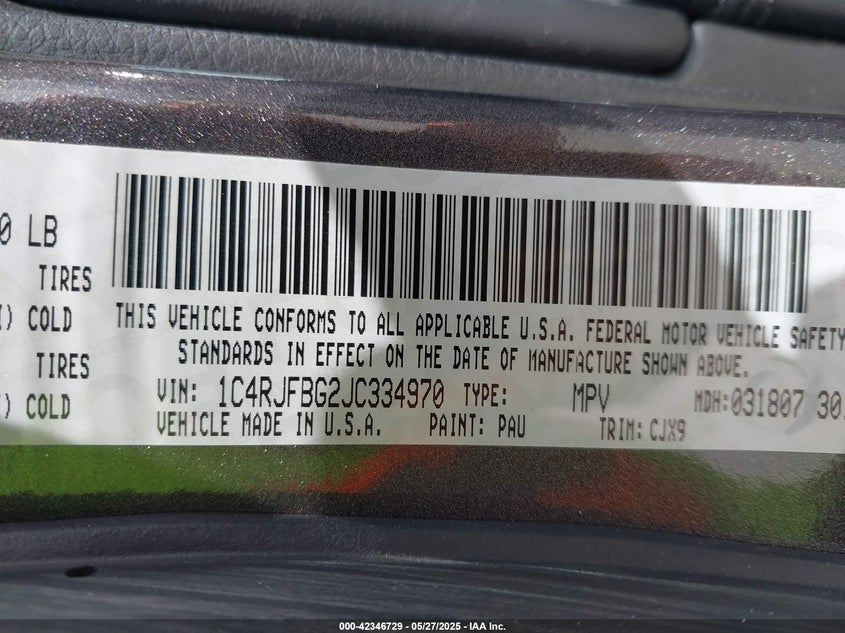 0 LB
TIRES
) COLD
TIRES
) COLD
THIS VEHICLE CONFORMS TO ALL APPLICABLE U.S.A. FEDERAL MOTOR VEHICLE SAFETY
STANDARDS IN EFFECT ON THE DATE OF MANUFACTURE SHOWN ABOVE.
VIN: 1C4RJFBG2JC334970 TYPE: MPV MDH:031807 30
VEHICLE MADE IN U.S.A. PAINT: PAU TRIM: CJX9
000-42346729 - 05/27/2025 - IAA Inc.